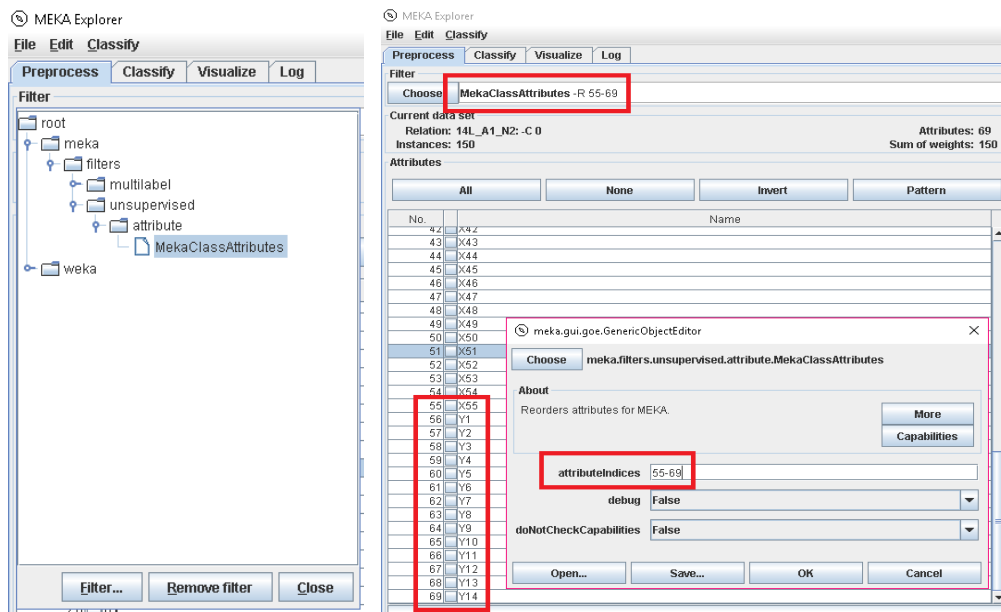 MEKA Explorer
File Edit Classify
Preprocess Classify Visualize Log
Filter
root
meka
filters
multilabel
unsupervised
attribute
MekaClassAttributes
weka
Filter... Remove filter Close
MEKA Explorer
File Edit Classify
Preprocess Classify Visualize Log
Filter
Choose MekaClassAttributes -R 55-69
Current data set
Relation: 14L_A1_N2: -C 0 Attributes: 69
Instances: 150 Sum of weights: 150
Attributes
All None Invert Pattern
No. Name
42 X42
43 X43
44 X44
45 X45
46 X46
47 X47
48 X48
49 X49
50 X50
51 X51
52 X52
53 X53
54 X54
55 X55
56 Y1
57 Y2
58 Y3
59 Y4
60 Y5
61 Y6
62 Y7
63 Y8
64 Y9
65 Y10
66 Y11
67 Y12
68 Y13
69 Y14
meka.gui.goe.GenericObjectEditor
Choose meka.filters.unsupervised.attribute.MekaClassAttributes
About
Reorders attributes for MEKA.
More
Capabilities
attributeIndices 55-69
debug False
doNotCheckCapabilities False
Open... Save... OK Cancel